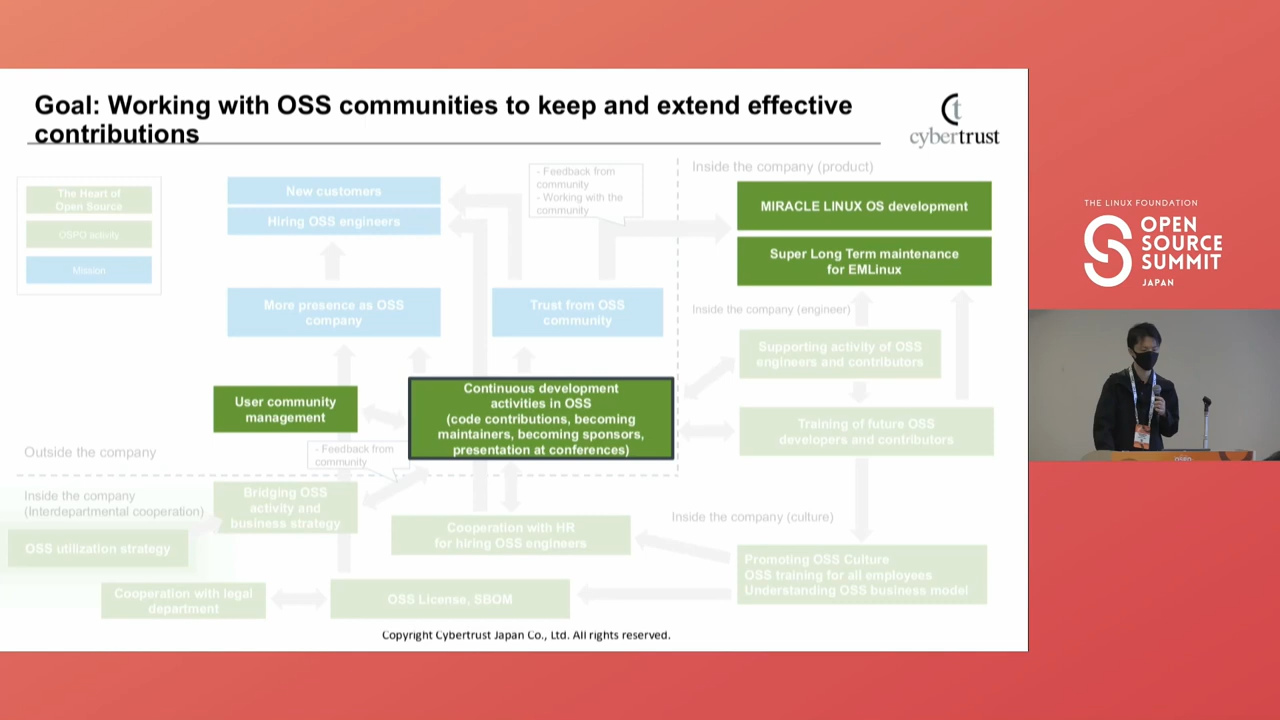 Goal: Working with OSS communities to keep and extend effective
contributions
cybertrust
The Heart of
Open Source
OSPO activity
Mission
New customers
Hiring OSS engineers
- Feedback from
community
- Working with the
community
Inside the company (product)
MIRACLE LINUX OS development
Super Long Term maintenance
for EMLinux
More presence as OSS
company
Trust from OSS
community
Inside the company (engineer)
Supporting activity of OSS
engineers and contributors
User community
management
Continuous development
activities in OSS
(code contributions, becoming
maintainers, becoming sponsors,
presentation at conferences)
Training of future OSS
developers and contributors
Outside the company
- Feedback from
community
Inside the company
(Interdepartmental cooperation)
Bridging OSS
activity and
business strategy
OSS utilization strategy
Cooperation with HR
for hiring OSS engineers
Inside the company (culture)
Promoting OSS Culture
OSS training for all employees
Understanding OSS business model
Cooperation with legal
department
OSS License, SBOM
Copyright Cybertrust Japan Co., Ltd. All rights reserved.
THE LINUX FOUNDATION
OPEN
SOURCE
SUMMIT
JAPAN